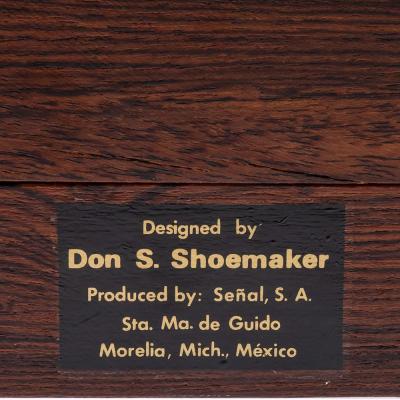 Designed by
Don S. Shoemaker
Produced by: Señal, S. A.
Sta. Ma. de Guido
Morelia, Mich., México